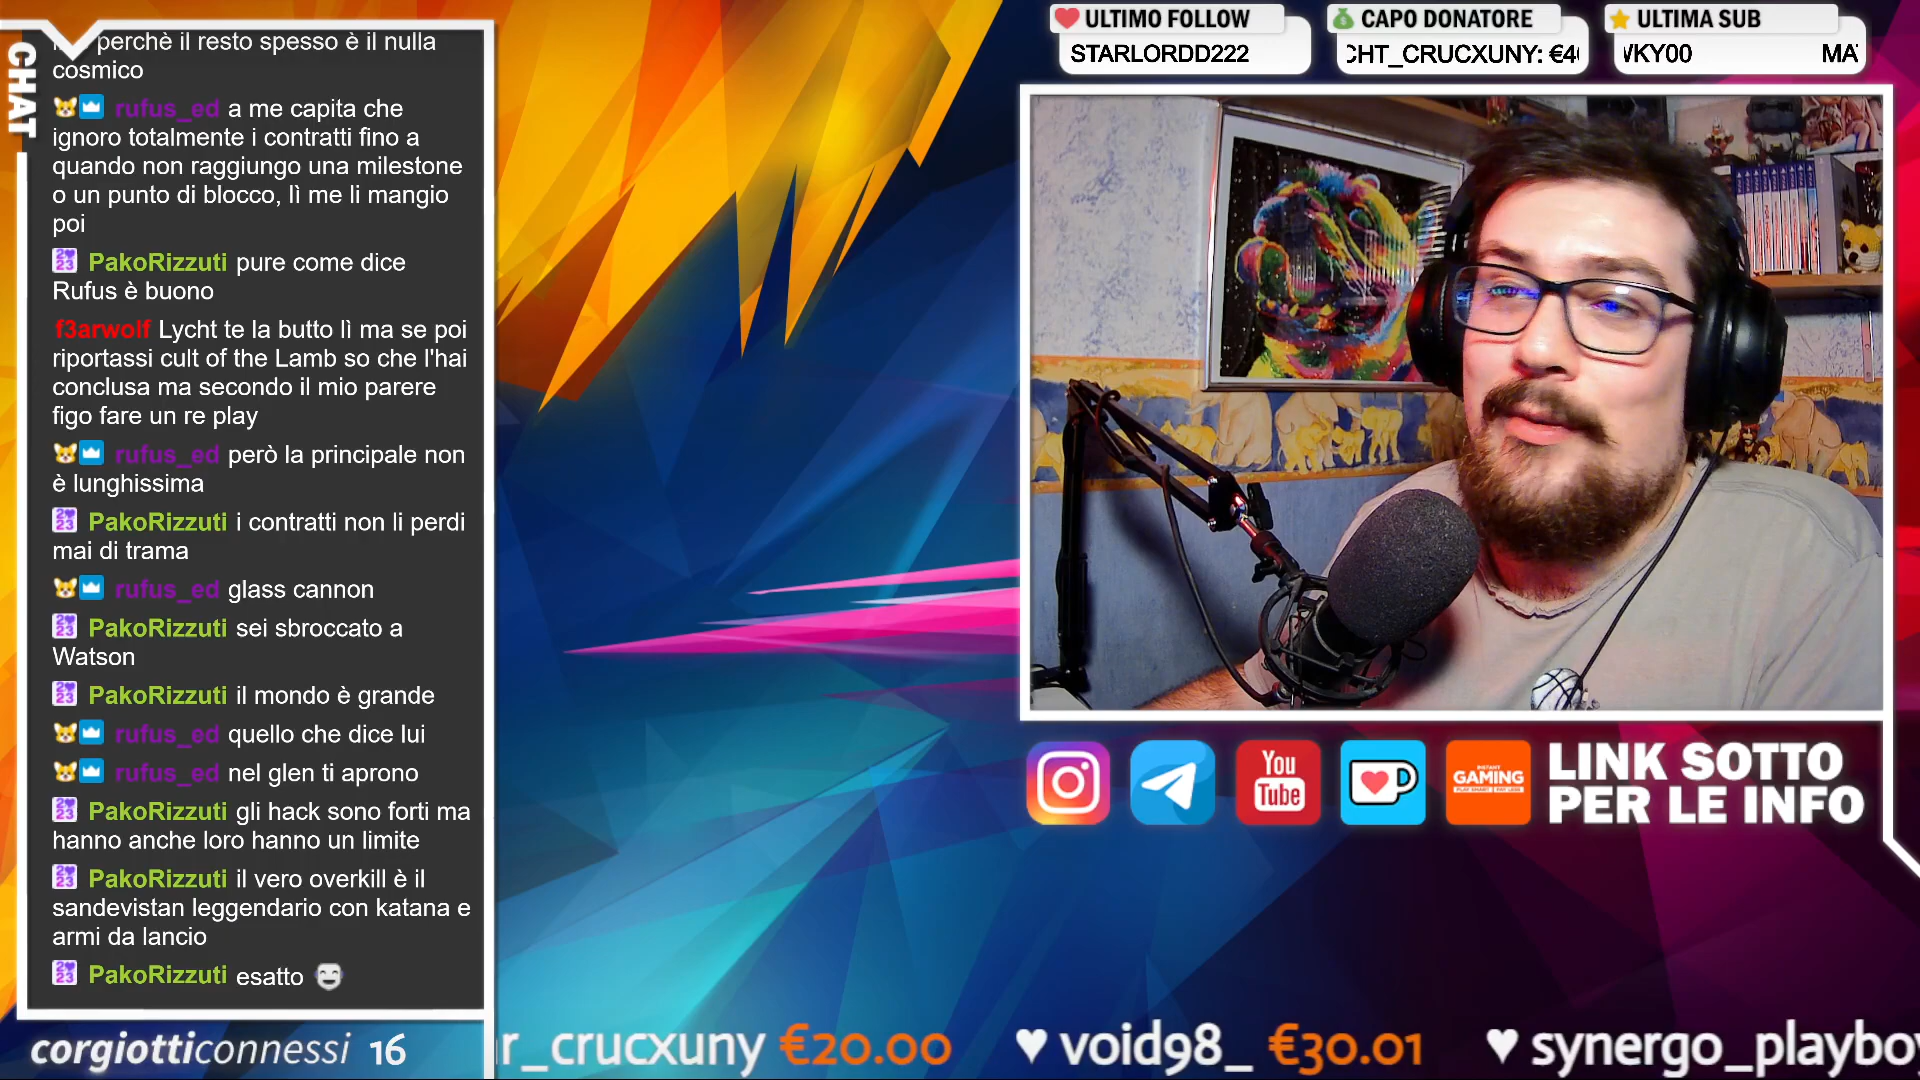 CHAT
perchè il resto spesso è il nulla
cosmico
rufus_ed a me capita che
ignoro totalmente i contratti fino a
quando non raggiungo una milestone
o un punto di blocco, lì me li mangio
poi
PakoRizzuti pure come dice
Rufus è buono
f3arwolf Lycht te la butto lì ma se poi
riportassi cult of the Lamb so che l'hai
conclusa ma secondo il mio parere
figo fare un re play
rufus_ed però la principale non
è lunghissima
PakoRizzuti i contratti non li perdi
mai di trama
rufus_ed glass cannon
PakoRizzuti sei sbroccato a
Watson
PakoRizzuti il mondo è grande
rufus_ed quello che dice lui
rufus_ed nel glen ti aprono
PakoRizzuti gli hack sono forti ma
hanno anche loro hanno un limite
PakoRizzuti il vero overkill è il
sandevistan leggendario con katana e
armi da lancio
PakoRizzuti esatto
corgiotticonnessi 16
ULTIMO FOLLOW
STARLORDD222
CAPO DONATORE
CHT_CRUCXUNY: €4
ULTIMA SUB
KY00 MA
You
Tube
INSTANT
GAMING
LINK SOTTO
PER LE INFO
r_crucxuny €20.00 ♥ void98_ €30.01 ♥ synergo_playbo